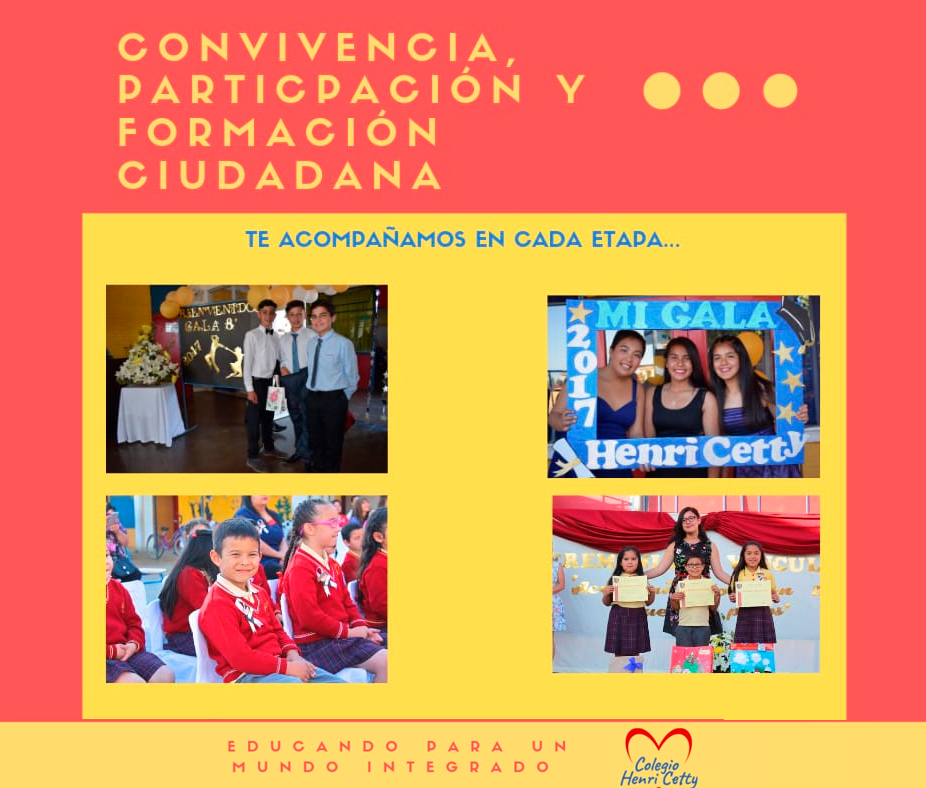 CONVIVENCIA,
PARTICPACIÓN Y
FORMACIÓN
CIUDADANA
TE ACOMPAÑAMOS EN CADA ETAPA...
GALA 8°
2017
MI GALA
2017
Henri Cetty
EDUCANDO PARA UN
MUNDO INTEGRADO
Colegio
Henri Cetty